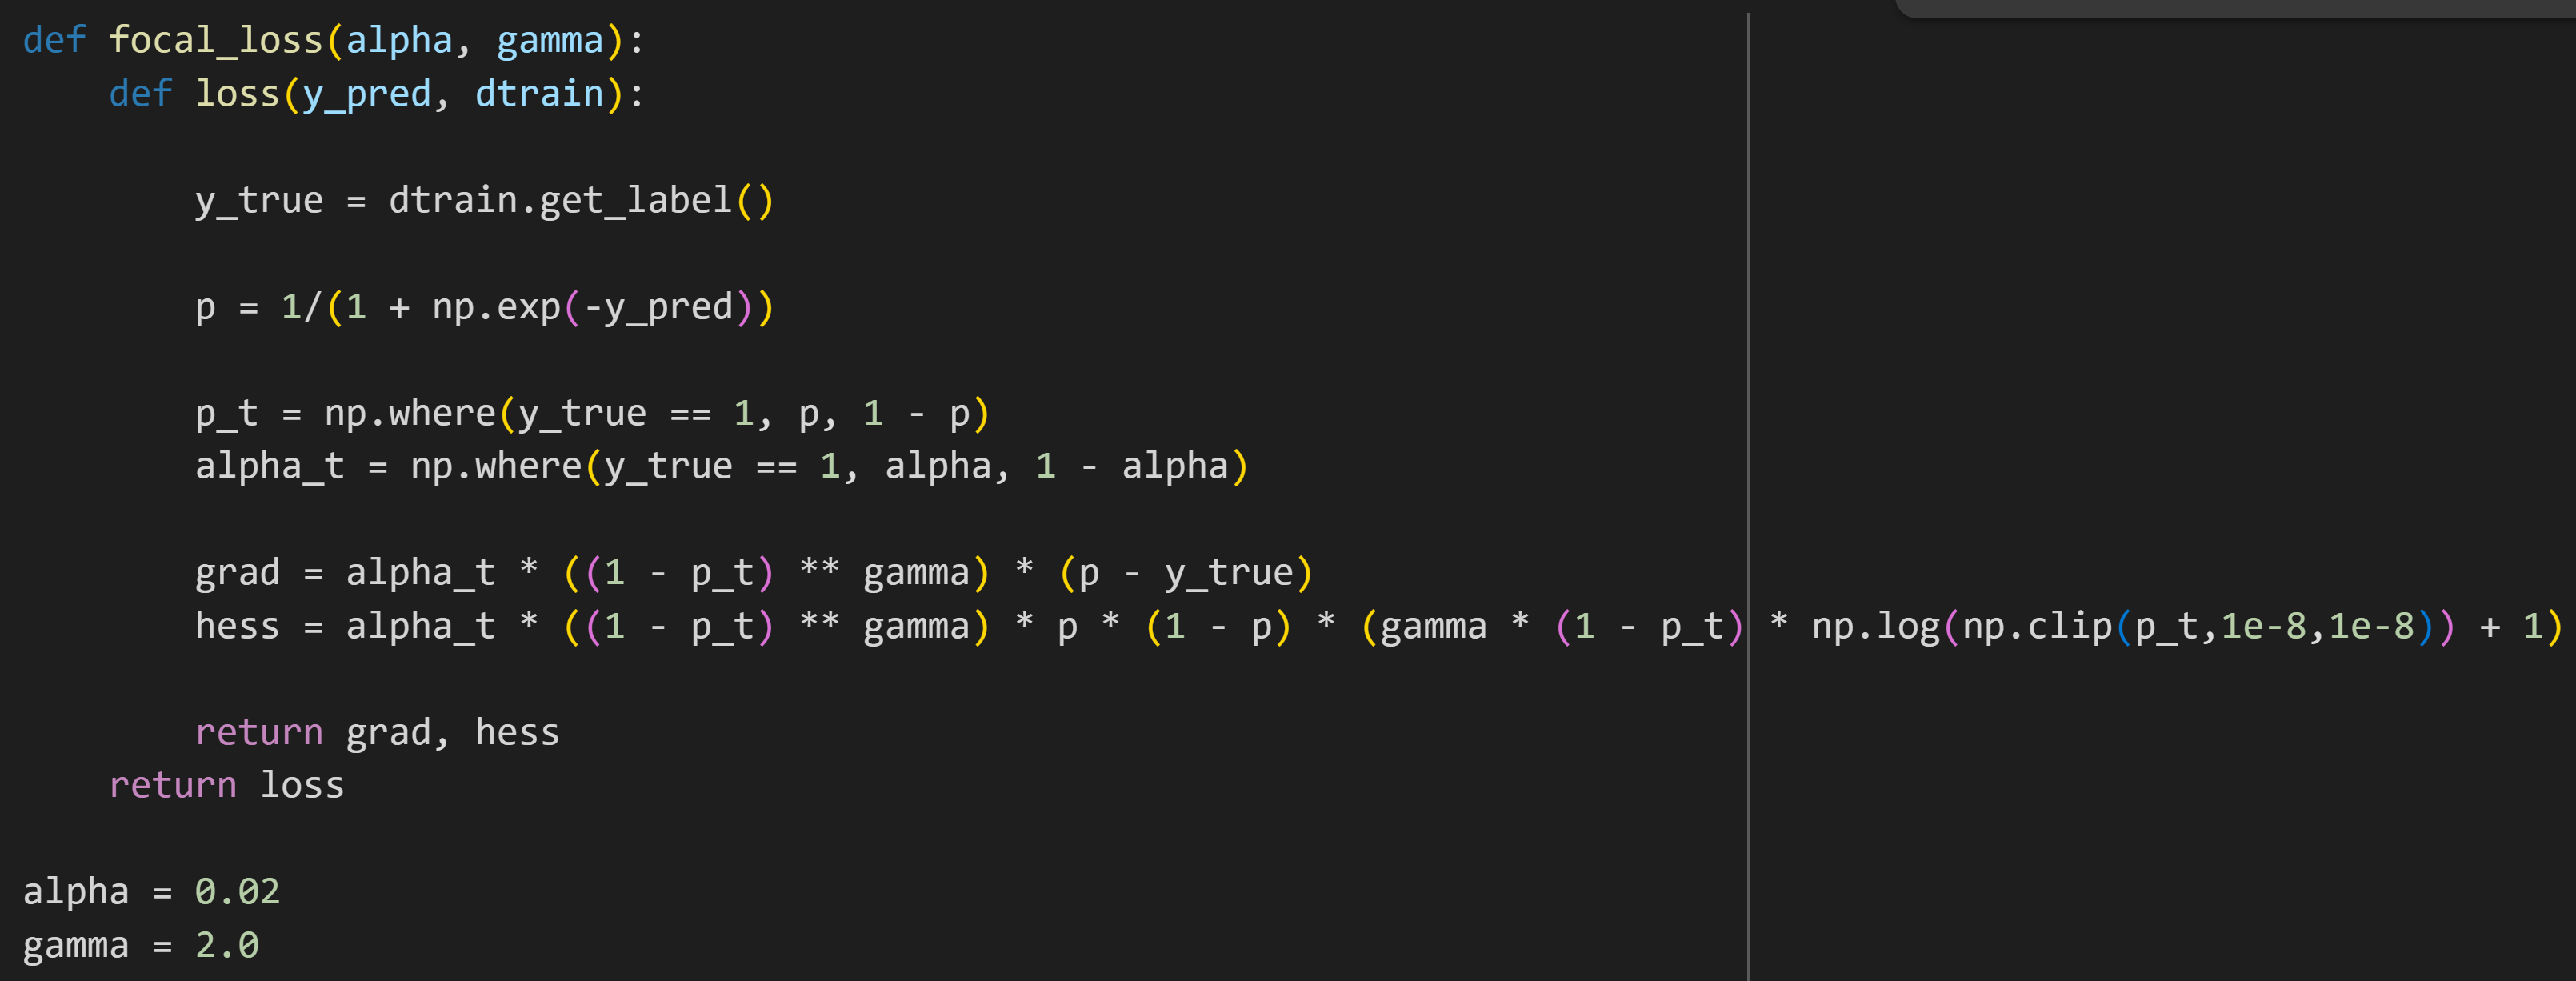 def focal_loss(alpha, gamma):
    def loss(y_pred, dtrain):
        y_true = dtrain.get_label()
        p = 1/(1 + np.exp(-y_pred))
        p_t = np.where(y_true == 1, p, 1 - p)
        alpha_t = np.where(y_true == 1, alpha, 1 - alpha)
        grad = alpha_t * ((1 - p_t) ** gamma) * (p - y_true)
        hess = alpha_t * ((1 - p_t) ** gamma) * p * (1 - p) * (gamma * (1 - p_t) * np.log(np.clip(p_t,1e-8,1e-8)) + 1)
        return grad, hess
    return loss
alpha = 0.02
gamma = 2.0